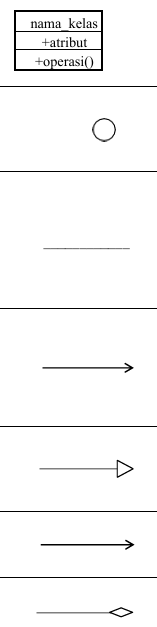 nama_kelas
+atribut
+operasi()